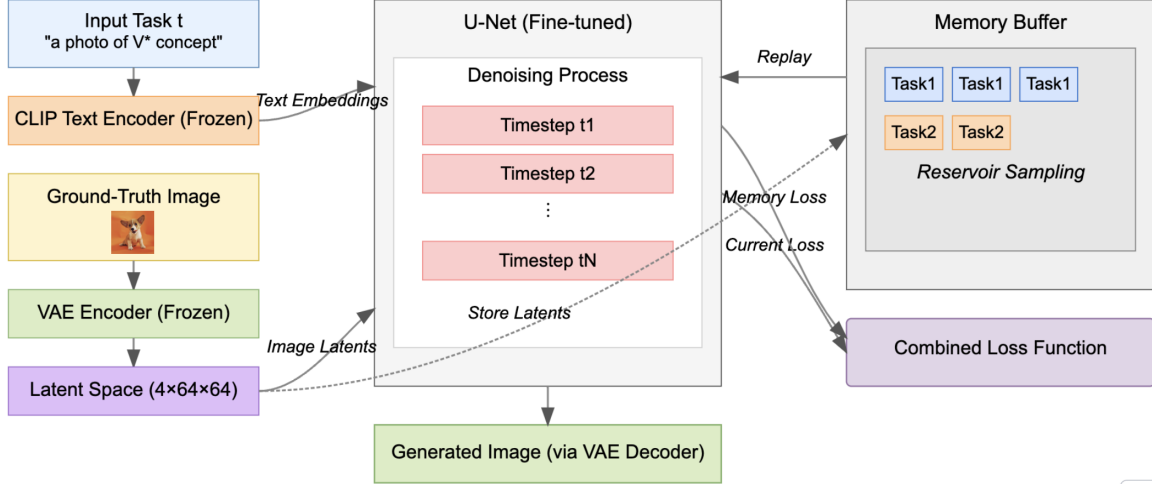 Input Task t
"a photo of V* concept"
CLIP Text Encoder (Frozen)
Text Embeddings
Ground-Truth Image
VAE Encoder (Frozen)
Latent Space (4×64×64)
Image Latents
U-Net (Fine-tuned)
Denoising Process
Timestep t1
Timestep t2
⋮
Timestep tN
Store Latents
Generated Image (via VAE Decoder)
Replay
Memory Loss
Current Loss
Memory Buffer
Task1 Task1 Task1
Task2 Task2
Reservoir Sampling
Combined Loss Function